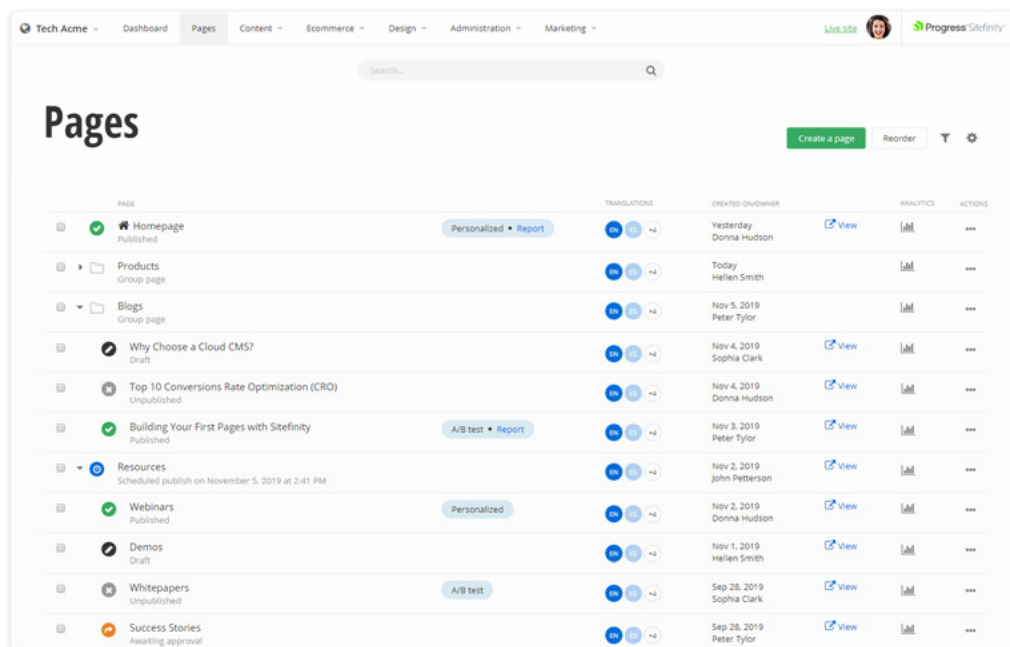 Tech Acme Dashboard Pages Content Ecommerce Design Administration Marketing Live site Progress Sitefinity
Search...
Pages
Create a page Reorder
PAGE TRANSLATIONS CREATED ON/OWNER ANALYTICS ACTIONS
Homepage Personalized • Report EN ES +4 Yesterday View
Published Donna Hudson
Products EN ES +4 Today
Group page Hellen Smith
Blogs EN ES +4 Nov 5, 2019
Group page Peter Tylor
Why Choose a Cloud CMS? EN ES +4 Nov 4, 2019 View
Draft Sophia Clark
Top 10 Conversions Rate Optimization (CRO) EN ES +4 Nov 4, 2019 View
Unpublished Donna Hudson
Building Your First Pages with Sitefinity A/B test • Report EN ES +4 Nov 3, 2019 View
Published Peter Tylor
Resources EN ES +4 Nov 2, 2019 View
Scheduled publish on November 5, 2019 at 2:41 PM John Petterson
Webinars Personalized EN ES +4 Nov 2, 2019 View
Published Donna Hudson
Demos EN ES +4 Nov 1, 2019 View
Draft Hellen Smith
Whitepapers A/B test EN ES +4 Sep 28, 2019 View
Unpublished Sophia Clark
Success Stories EN ES +4 Sep 28, 2019 View
Awaiting approval Peter Tylor